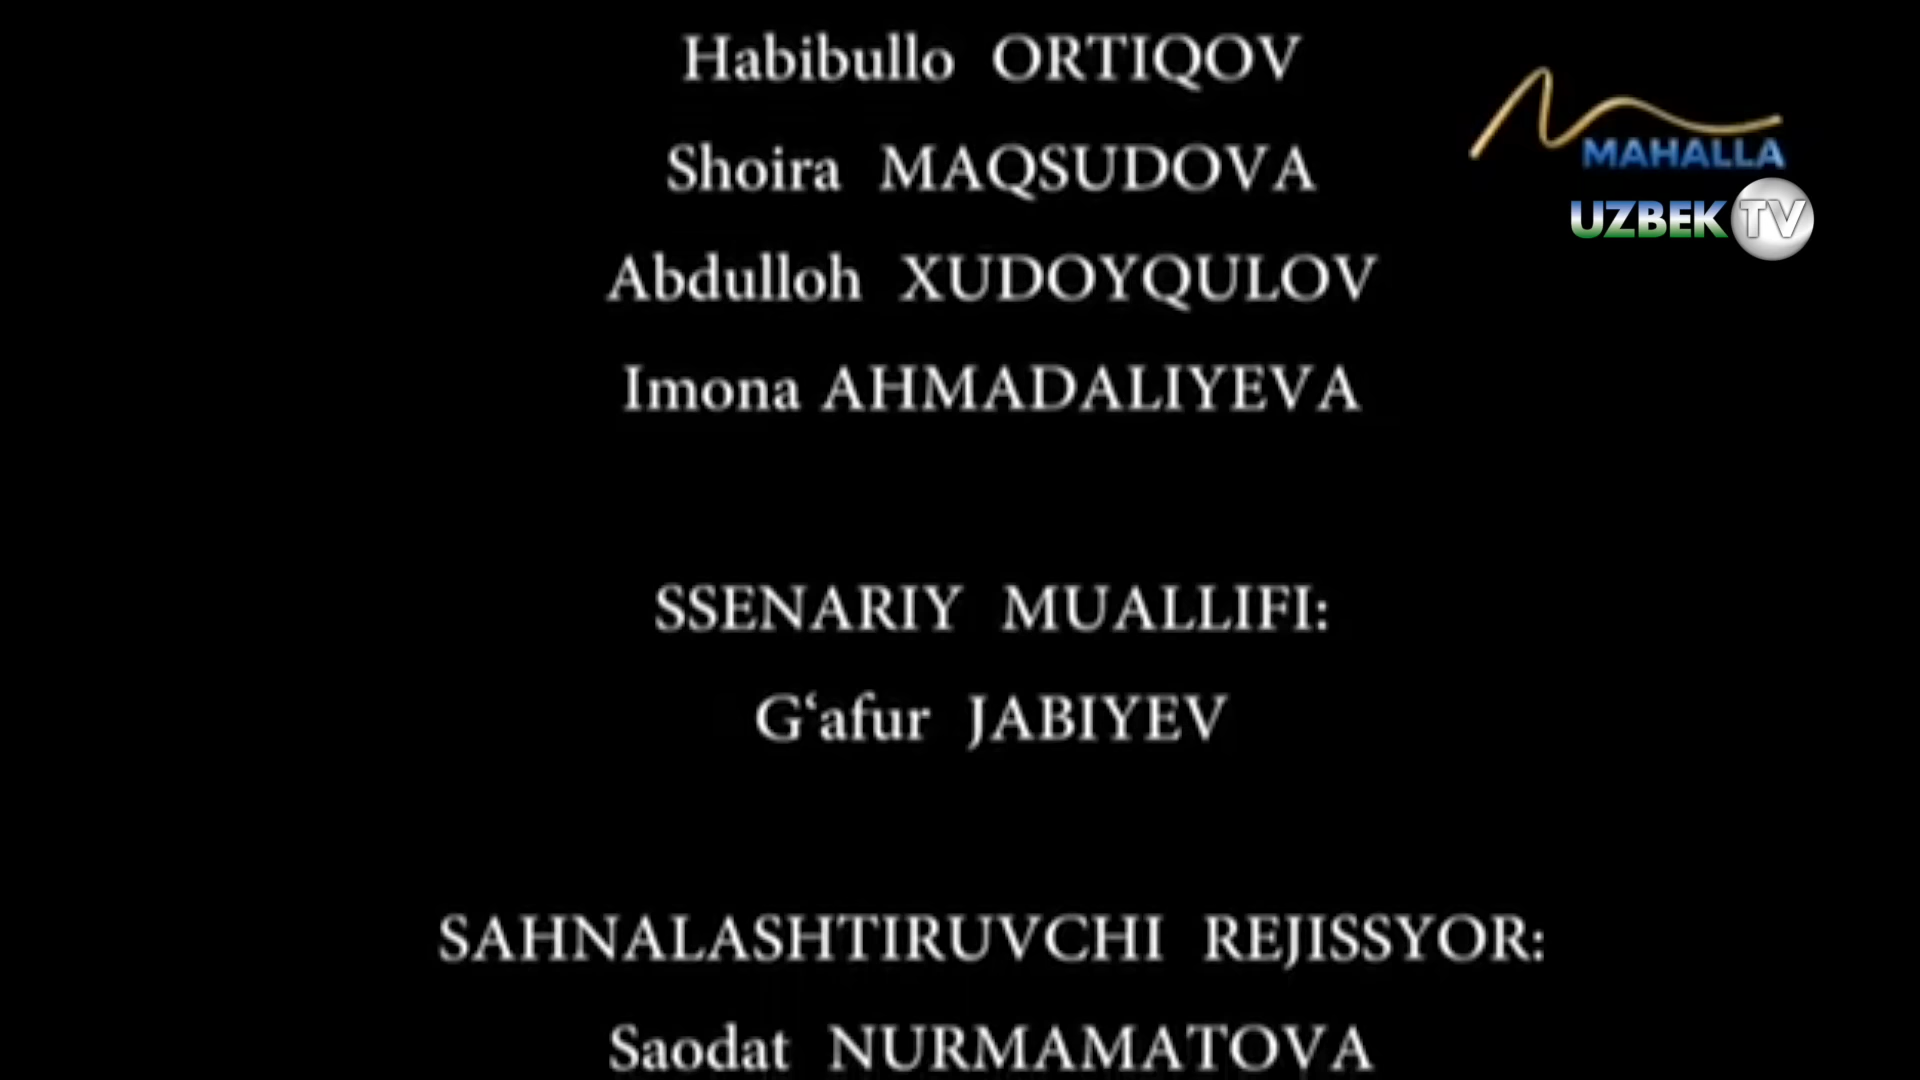 Habibullo ORTIQOV
MAHALLA
Shoira MAQSUDOVA
UZBEK TV
Abdulloh XUDOYQULOV
Imona AHMADALIYEVA
SSENARIY MUALLIFI:
G‘afur JABIYEV
SAHNALASHTIRUVCHI REJISSYOR:
Saodat NURMAMATOVA